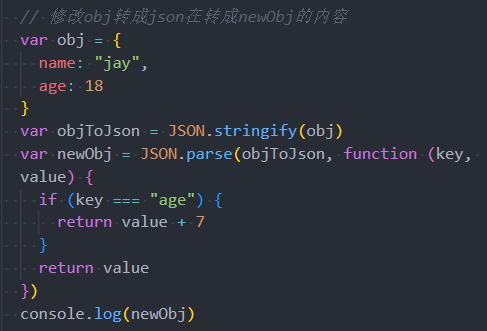 // 修改obj转成json在转成newObj的内容
var obj = {
  name: "jay",
  age: 18
}
var objToJson = JSON.stringify(obj)
var newObj = JSON.parse(objToJson, function (key,
value) {
  if (key === "age") {
    return value + 7
  }
  return value
})
console.log(newObj)